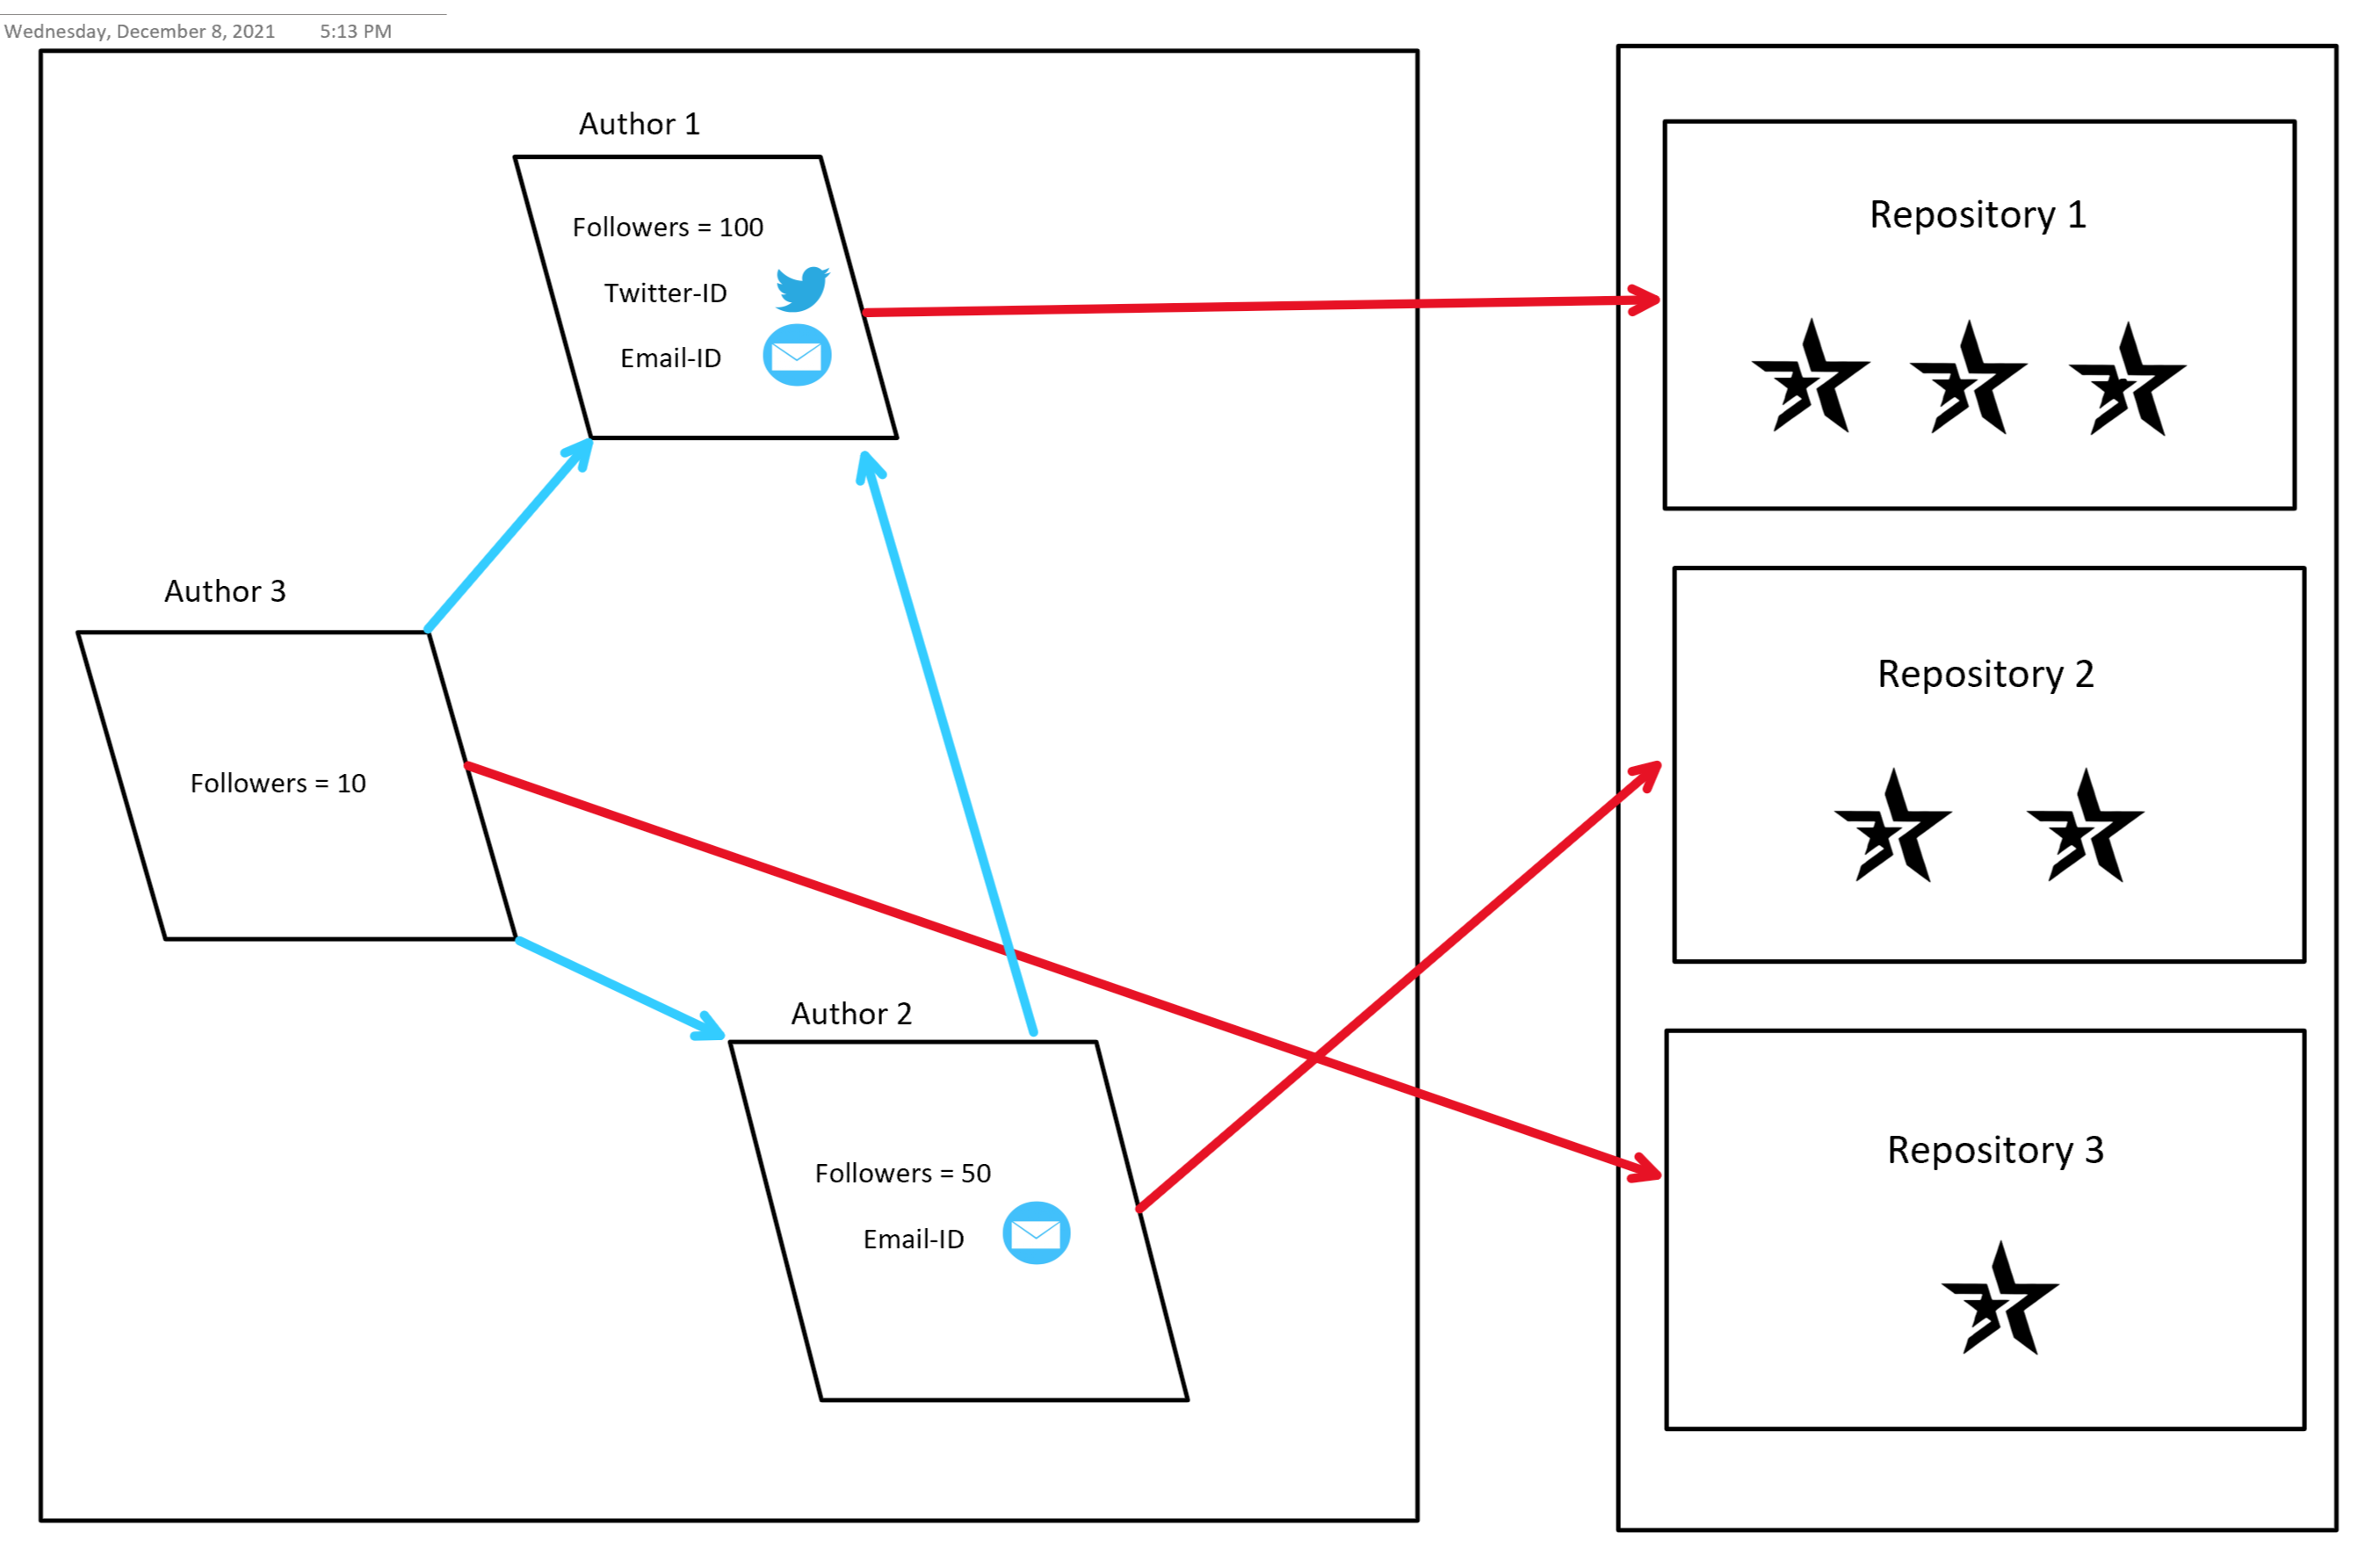 Wednesday, December 8, 2021 5:13 PM
Author 1
Followers = 100
Twitter-ID
Email-ID
Author 3
Followers = 10
Author 2
Followers = 50
Email-ID
Repository 1
Repository 2
Repository 3